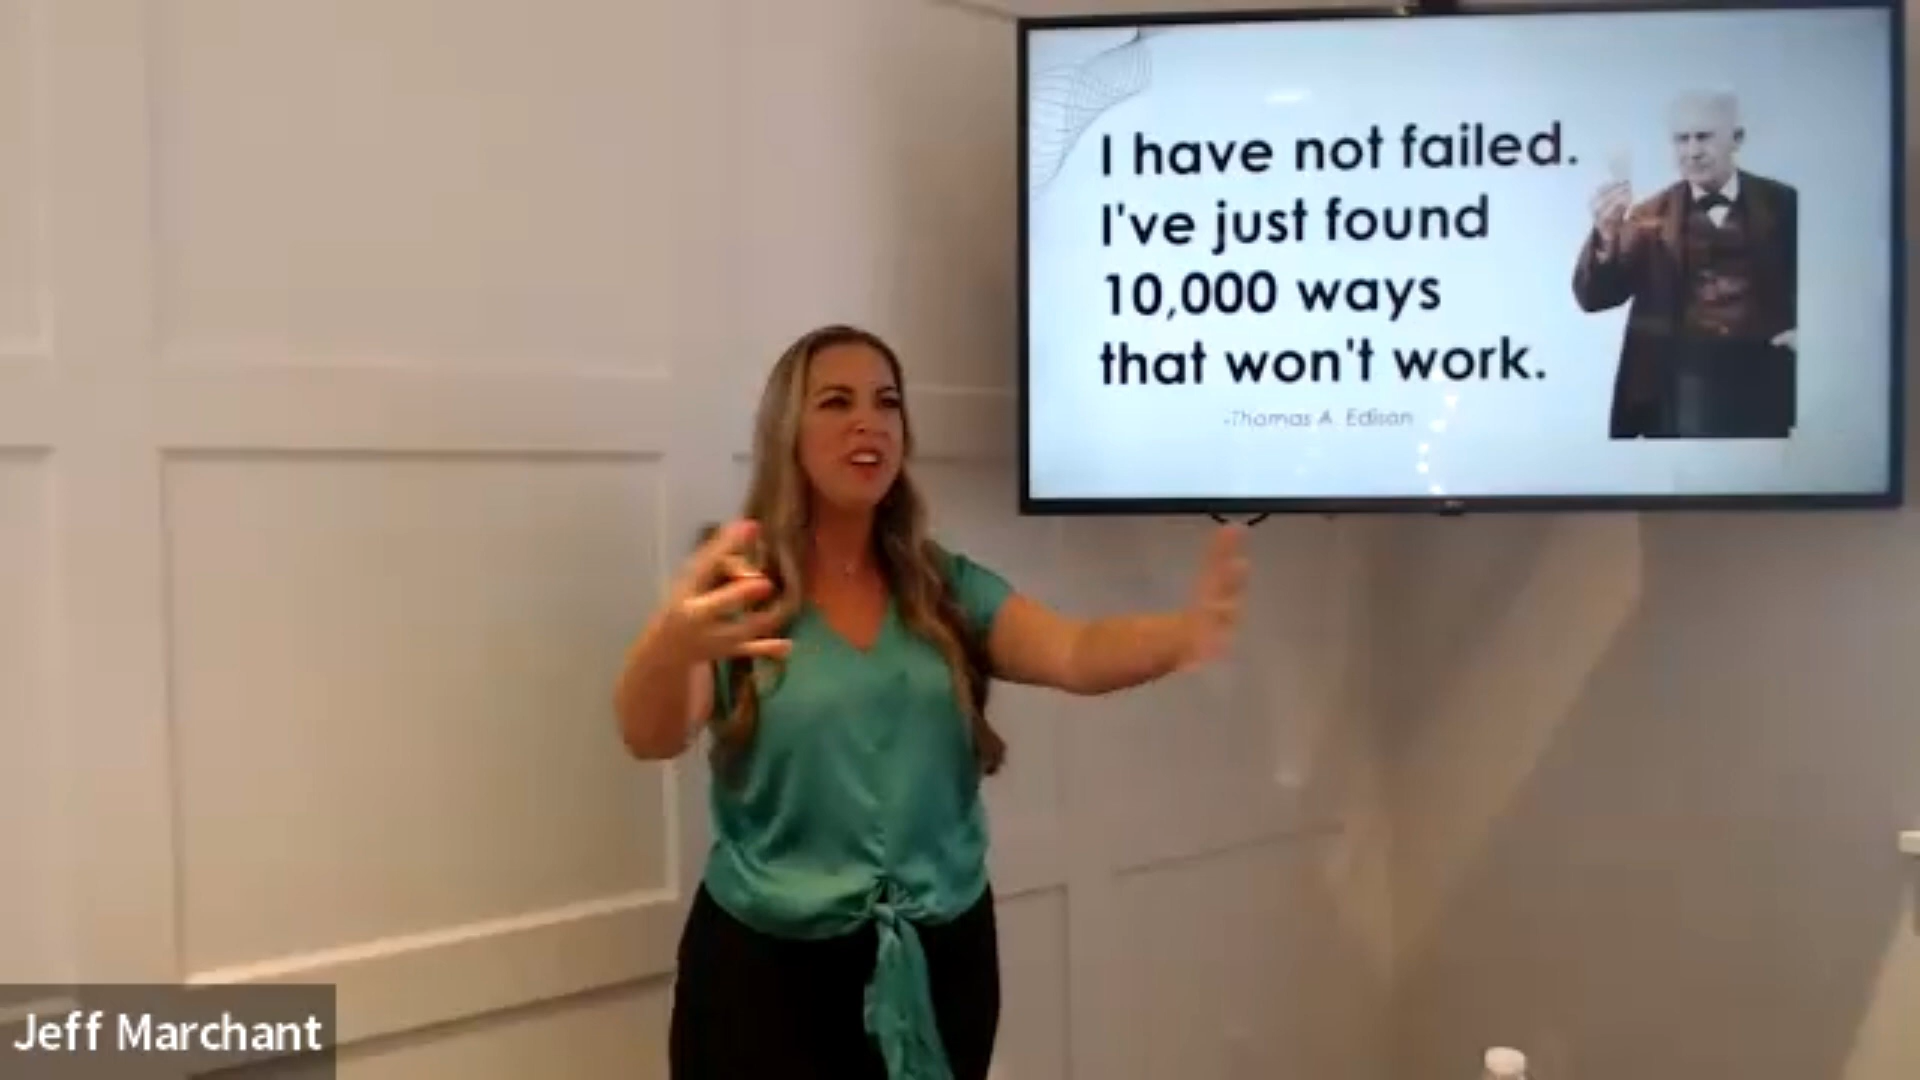 I have not failed.
I've just found
10,000 ways
that won't work.
-Thomas A. Edison
Jeff Marchant